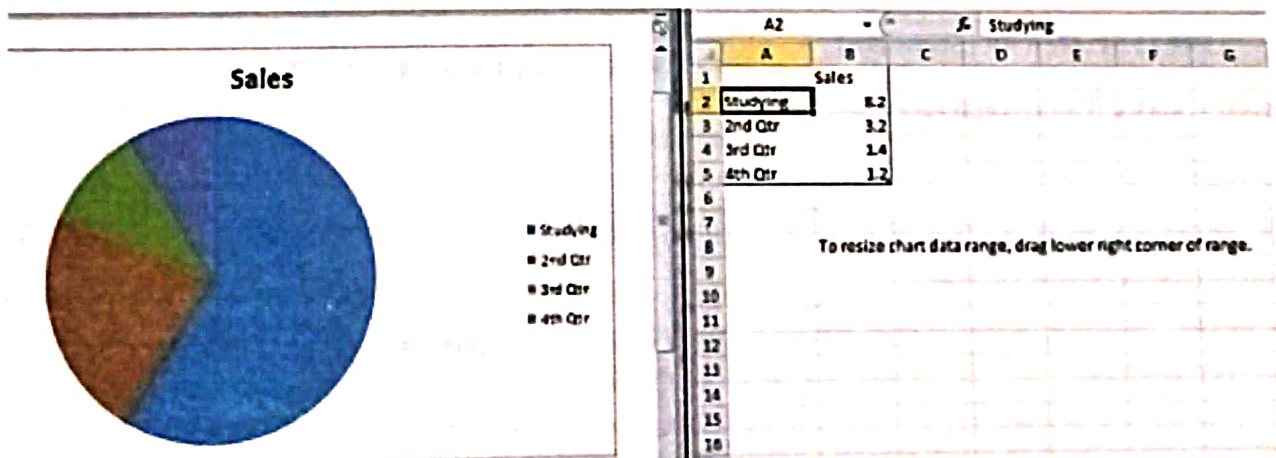 Sales
Studying
2nd Qtr
3rd Qtr
4th Qtr
A2 fx Studying
A B C D E F G
1 Sales
2 Studying 8.2
3 2nd Qtr 3.2
4 3rd Qtr 1.4
5 4th Qtr 1.2
6
7
8 To resize chart data range, drag lower right corner of range.
9
10
11
12
13
14
15
16